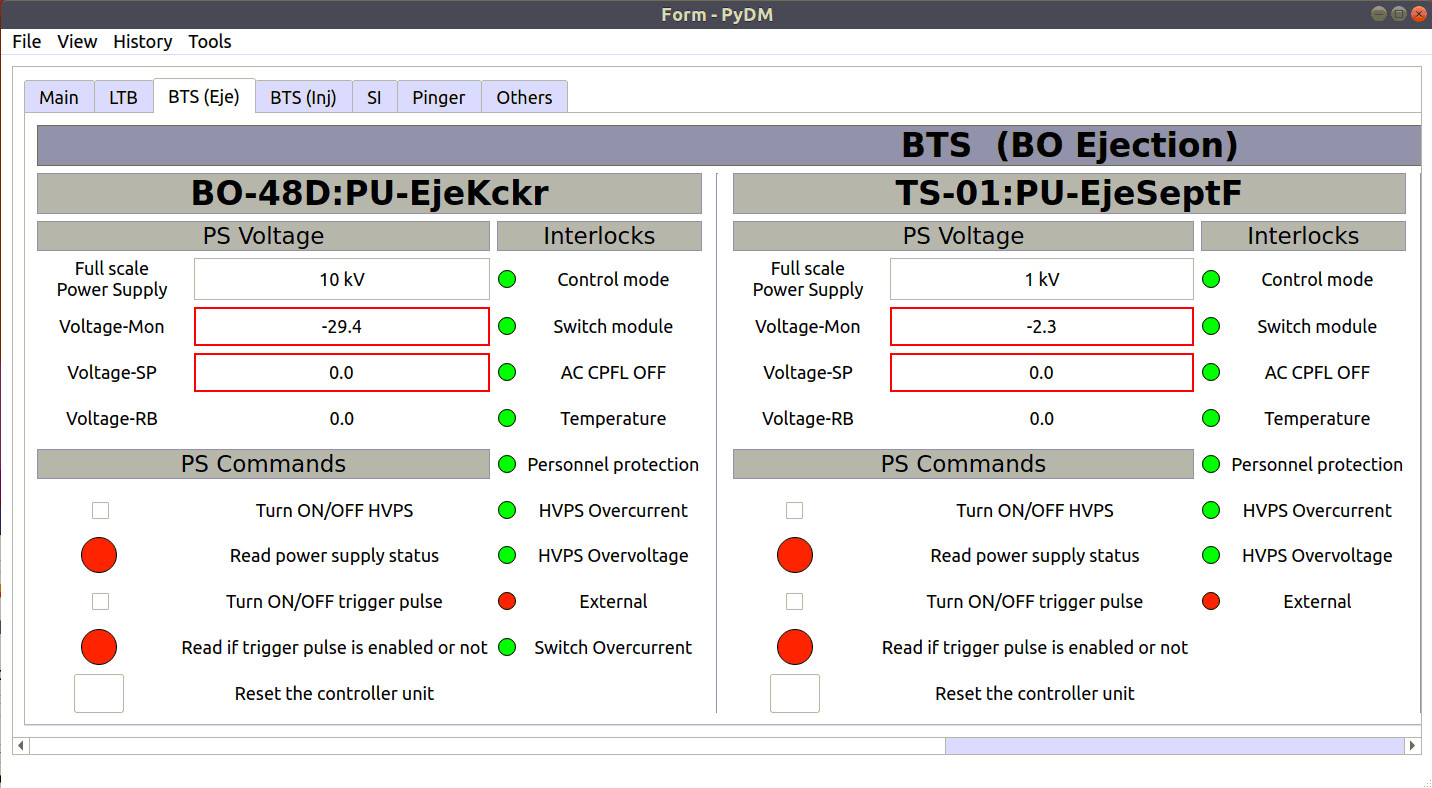 Form - PyDM
File View History Tools
Main LTB BTS (Eje) BTS (Inj) SI Pinger Others
BTS (BO Ejection)
BO-48D:PU-EjeKckr
PS Voltage Interlocks
Full scale
Power Supply 10 kV Control mode
Voltage-Mon -29.4 Switch module
Voltage-SP 0.0 AC CPFL OFF
Voltage-RB 0.0 Temperature
PS Commands Personnel protection
Turn ON/OFF HVPS HVPS Overcurrent
Read power supply status HVPS Overvoltage
Turn ON/OFF trigger pulse External
Read if trigger pulse is enabled or not Switch Overcurrent
Reset the controller unit
TS-01:PU-EjeSeptF
PS Voltage Interlocks
Full scale
Power Supply 1 kV Control mode
Voltage-Mon -2.3 Switch module
Voltage-SP 0.0 AC CPFL OFF
Voltage-RB 0.0 Temperature
PS Commands Personnel protection
Turn ON/OFF HVPS HVPS Overcurrent
Read power supply status HVPS Overvoltage
Turn ON/OFF trigger pulse External
Read if trigger pulse is enabled or not
Reset the controller unit